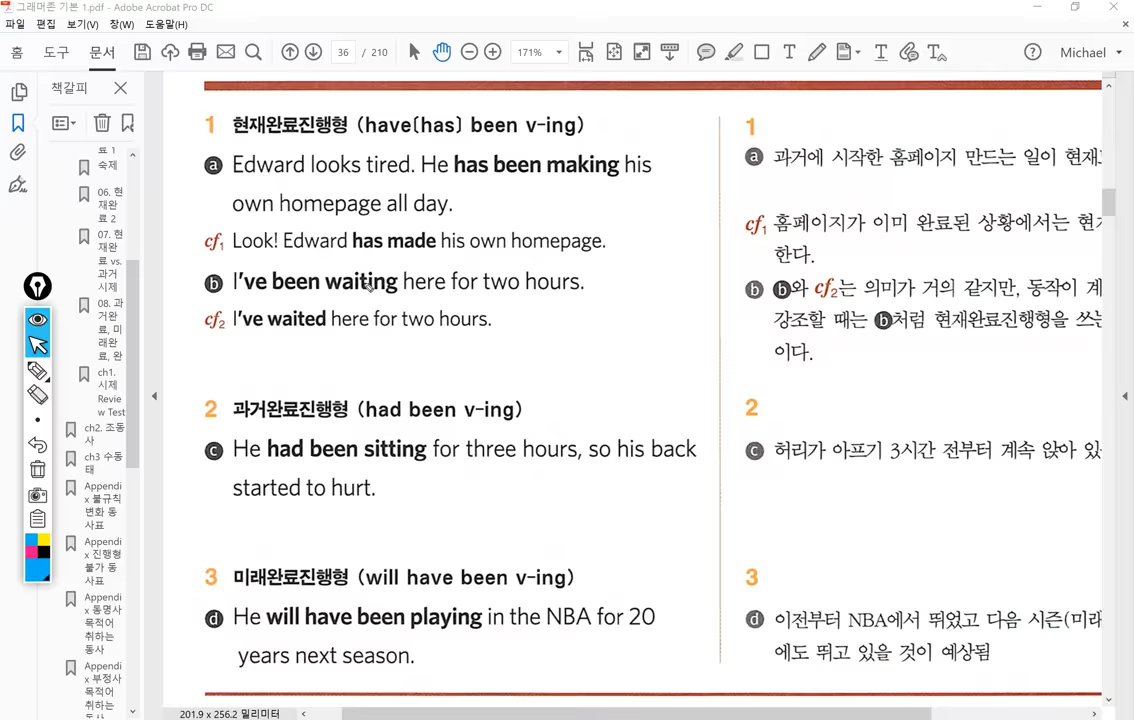 그래머존 기본 1.pdf - Adobe Acrobat Pro DC
파일 편집 보기(V) 창(W) 도움말(H)
홈 도구 문서 36 / 210 171% Michael
책갈피
료 1
숙제
06. 현
재완
료 2
07. 현
재완
료 vs.
과거
시제
08. 과
거완
료, 미
래완
료, 완
ch1.
시제
Revie
w Test
ch2. 조동
사
ch3 수동
태
Appendi
x 불규칙
변화 동
사표
Appendi
x 진행형
불가 동
사표
Appendi
x 동명사
목적어
취하는
동사
Appendi
x 부정사
목적어
취하는
1 현재완료진행형 (have[has] been v-ing)
a Edward looks tired. He has been making his
own homepage all day.
cf1 Look! Edward has made his own homepage.
b I've been waiting here for two hours.
cf2 I've waited here for two hours.
2 과거완료진행형 (had been v-ing)
c He had been sitting for three hours, so his back
started to hurt.
3 미래완료진행형 (will have been v-ing)
d He will have been playing in the NBA for 20
years next season.
1
a 과거에 시작한 홈페이지 만드는 일이 현재
cf1 홈페이지가 이미 완료된 상황에서는 현
한다.
b b와 cf2는 의미가 거의 같지만, 동작이 계
강조할 때는 b처럼 현재완료진행형을 쓰는
이다.
2
c 허리가 아프기 3시간 전부터 계속 앉아 있
3
d 이전부터 NBA에서 뛰었고 다음 시즌(미래
에도 뛰고 있을 것이 예상됨
201.9 x 256.2 밀리미터